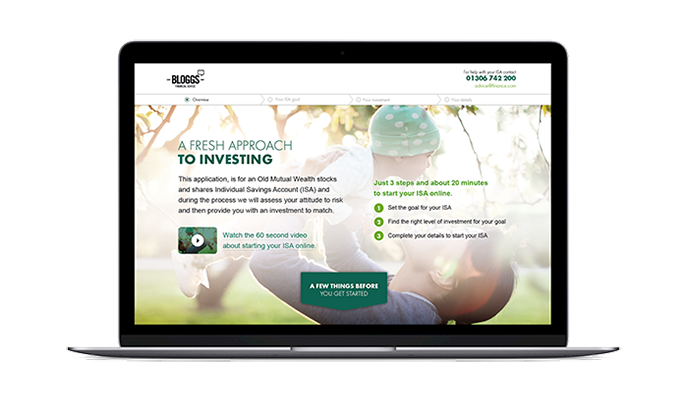 BLOGGS
FINANCIAL ADVICE
For help with your ISA contact
01306 742 200
advice@finance.com
Overview
Your ISA goal
Your investment
Your details
A FRESH APPROACH
TO INVESTING
This application, is for an Old Mutual Wealth stocks
and shares Individual Savings Account (ISA) and
during the process we will assess your attitude to risk
and then provide you with an investment to match.
Watch the 60 second video
about starting your ISA online.
Just 3 steps and about 20 minutes
to start your ISA online.
1 Set the goal for your ISA
2 Find the right level of investment for your goal
3 Complete your details to start your ISA
A FEW THINGS BEFORE
YOU GET STARTED